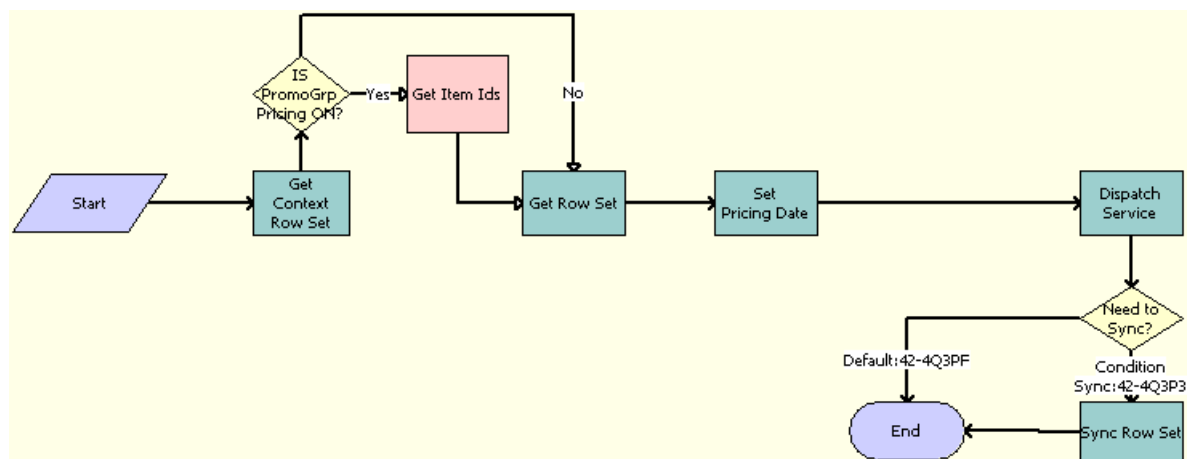 Start
Get
Context
Row Set
IS
PromoGrp
Pricing ON?
Yes
Get Item Ids
No
Get Row Set
Set
Pricing Date
Dispatch
Service
Need to
Sync?
Default:42-4Q3PF
Condition
Sync:42-4Q3P3
End
Sync Row Set